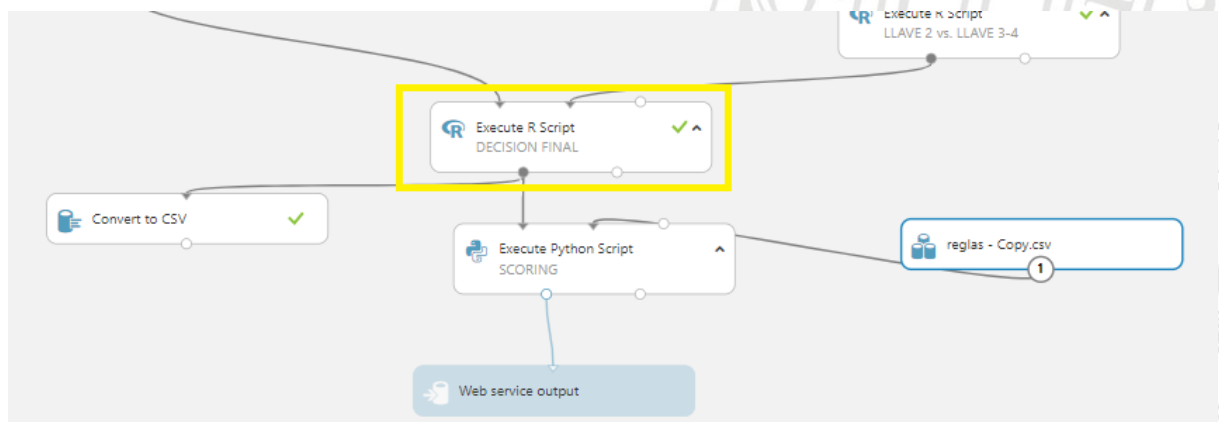 Execute R Script
LLAVE 2 vs. LLAVE 3-4
Execute R Script
DECISION FINAL
Convert to CSV
Execute Python Script
SCORING
reglas - Copy.csv
1
Web service output